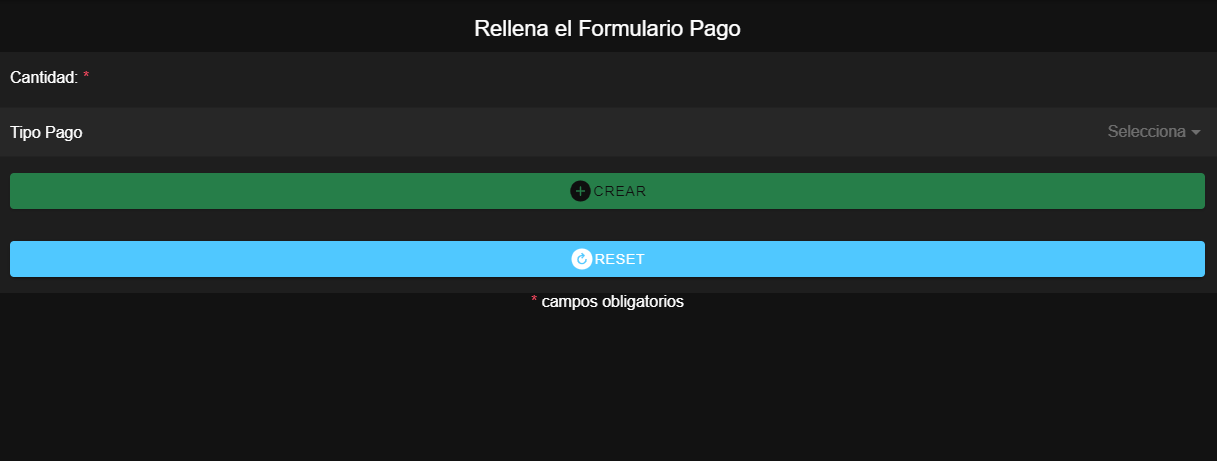 Rellena el Formulario Pago
Cantidad: *
Tipo Pago
Selecciona
CREAR
RESET
* campos obligatorios